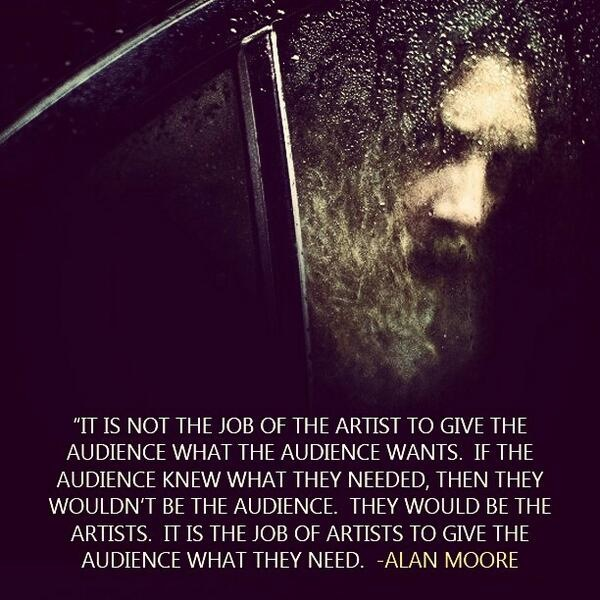 “IT IS NOT THE JOB OF THE ARTIST TO GIVE THE
AUDIENCE WHAT THE AUDIENCE WANTS.  IF THE
AUDIENCE KNEW WHAT THEY NEEDED, THEN THEY
WOULDN’T BE THE AUDIENCE.  THEY WOULD BE THE
ARTISTS.  IT IS THE JOB OF ARTISTS TO GIVE THE
AUDIENCE WHAT THEY NEED.  -ALAN MOORE